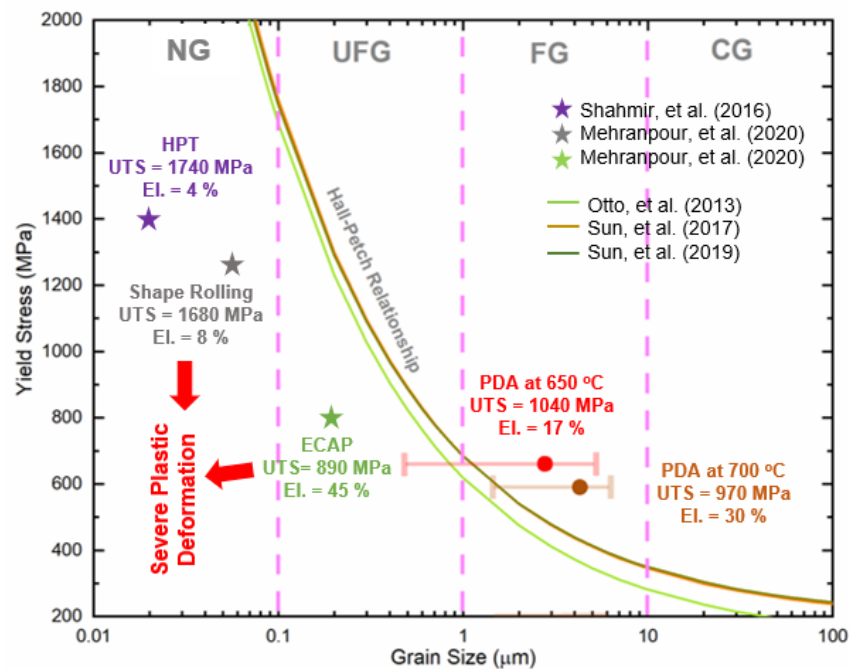 NG
UFG
FG
CG
Shahmir, et al. (2016)
Mehranpour, et al. (2020)
Mehranpour, et al. (2020)
Otto, et al. (2013)
Sun, et al. (2017)
Sun, et al. (2019)
HPT
UTS = 1740 MPa
El. = 4 %
Shape Rolling
UTS = 1680 MPa
El. = 8 %
Hall-Petch Relationship
Severe Plastic
Deformation
ECAP
UTS= 890 MPa
El. = 45 %
PDA at 650 °C
UTS = 1040 MPa
El. = 17 %
PDA at 700 °C
UTS = 970 MPa
El. = 30 %
Yield Stress (MPa)
2000
1800
1600
1400
1200
1000
800
600
400
200
0.01
0.1
1
10
100
Grain Size (μm)